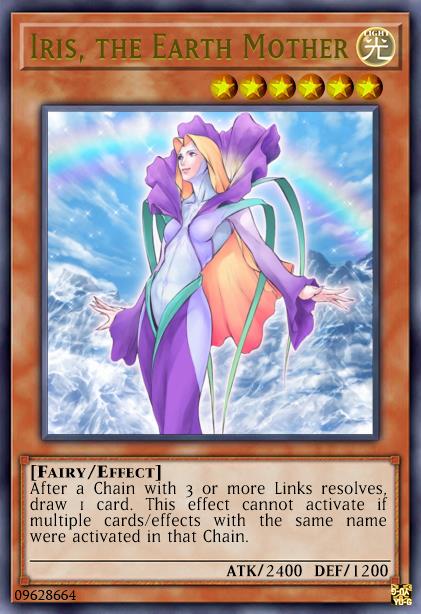 Iris, the Earth Mother
LIGHT
光
[Fairy/Effect]
After a Chain with 3 or more Links resolves,
draw 1 card. This effect cannot activate if
multiple cards/effects with the same name
were activated in that Chain.
ATK/2400 DEF/1200
09628664